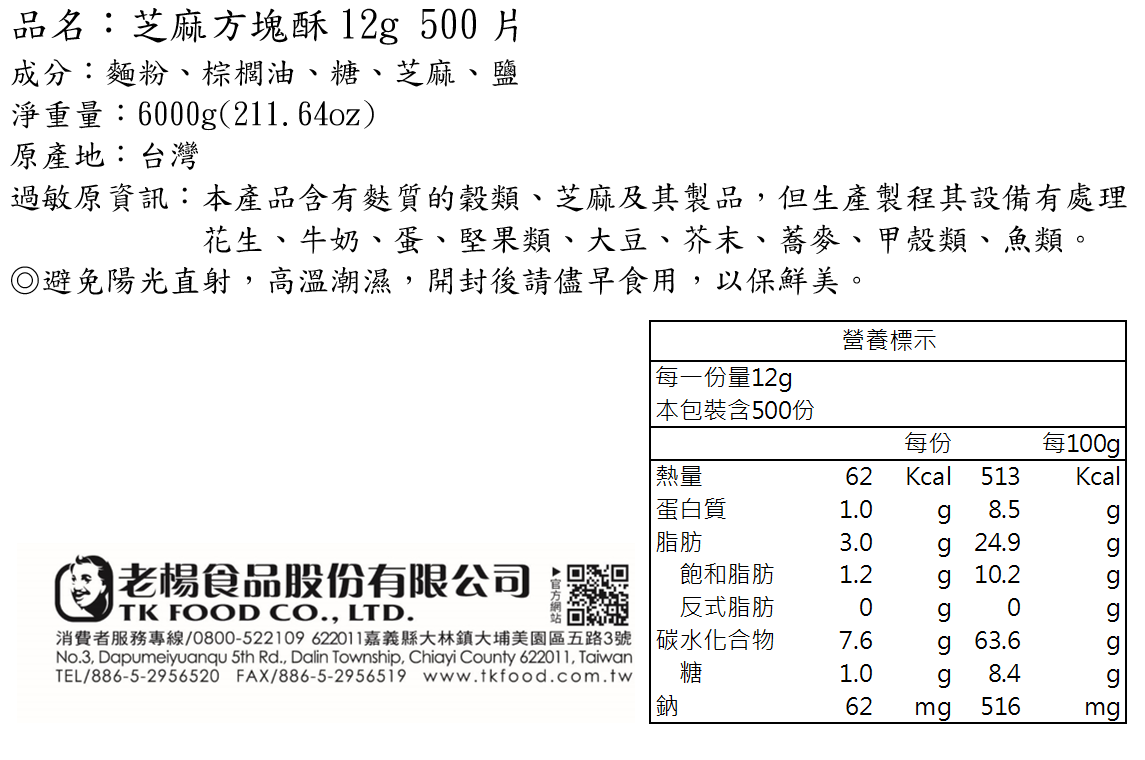 品名：芝麻方塊酥12g 500片
成分：麵粉、棕櫚油、糖、芝麻、鹽
淨重量：6000g(211.64oz)
原產地：台灣
過敏原資訊：本產品含有麩質的穀類、芝麻及其製品，但生產製程其設備有處理
花生、牛奶、蛋、堅果類、大豆、芥末、蕎麥、甲殼類、魚類。
◎避免陽光直射，高溫潮濕，開封後請儘早食用，以保鮮美。
營養標示
每一份量12g
本包裝含500份
每份 每100g
熱量 62 Kcal 513 Kcal
蛋白質 1.0 g 8.5 g
脂肪 3.0 g 24.9 g
飽和脂肪 1.2 g 10.2 g
反式脂肪 0 g 0 g
碳水化合物 7.6 g 63.6 g
糖 1.0 g 8.4 g
鈉 62 mg 516 mg
老楊食品股份有限公司
TK FOOD CO., LTD.
▶官方網站
消費者服務專線/0800-522109 622011嘉義縣大林鎮大埔美園區五路3號
No.3, Dapumeiyuanqu 5th Rd., Dalin Township, Chiayi County 622011, Taiwan
TEL/886-5-2956520 FAX/886-5-2956519 www.tkfood.com.tw